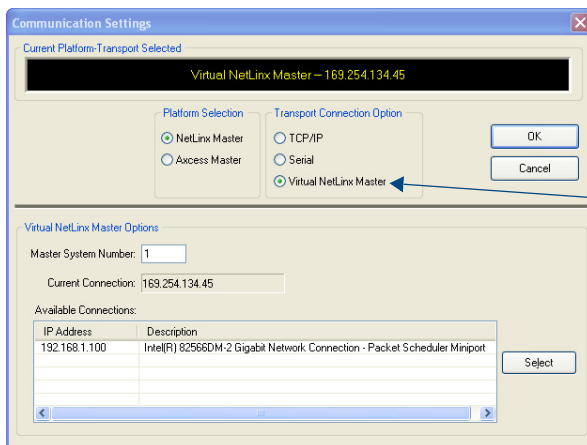 Communication Settings
Current Platform-Transport Selected
Virtual NetLinx Master – 169.254.134.45
Platform Selection
NetLinx Master
Axcess Master
Transport Connection Option
TCP/IP
Serial
Virtual NetLinx Master
OK
Cancel
Virtual NetLinx Master Options
Master System Number: 1
Current Connection: 169.254.134.45
Available Connections:
IP Address Description
192.168.1.100 Intel(R) 82566DM-2 Gigabit Network Connection - Packet Scheduler Miniport
Select